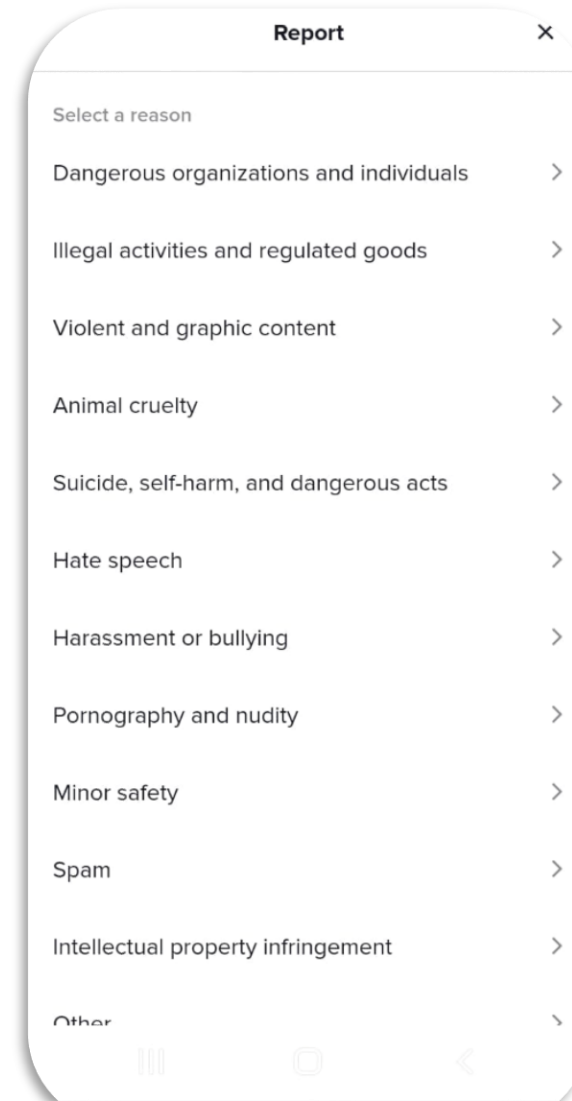 Report
Select a reason
Dangerous organizations and individuals
Illegal activities and regulated goods
Violent and graphic content
Animal cruelty
Suicide, self-harm, and dangerous acts
Hate speech
Harassment or bullying
Pornography and nudity
Minor safety
Spam
Intellectual property infringement
Other